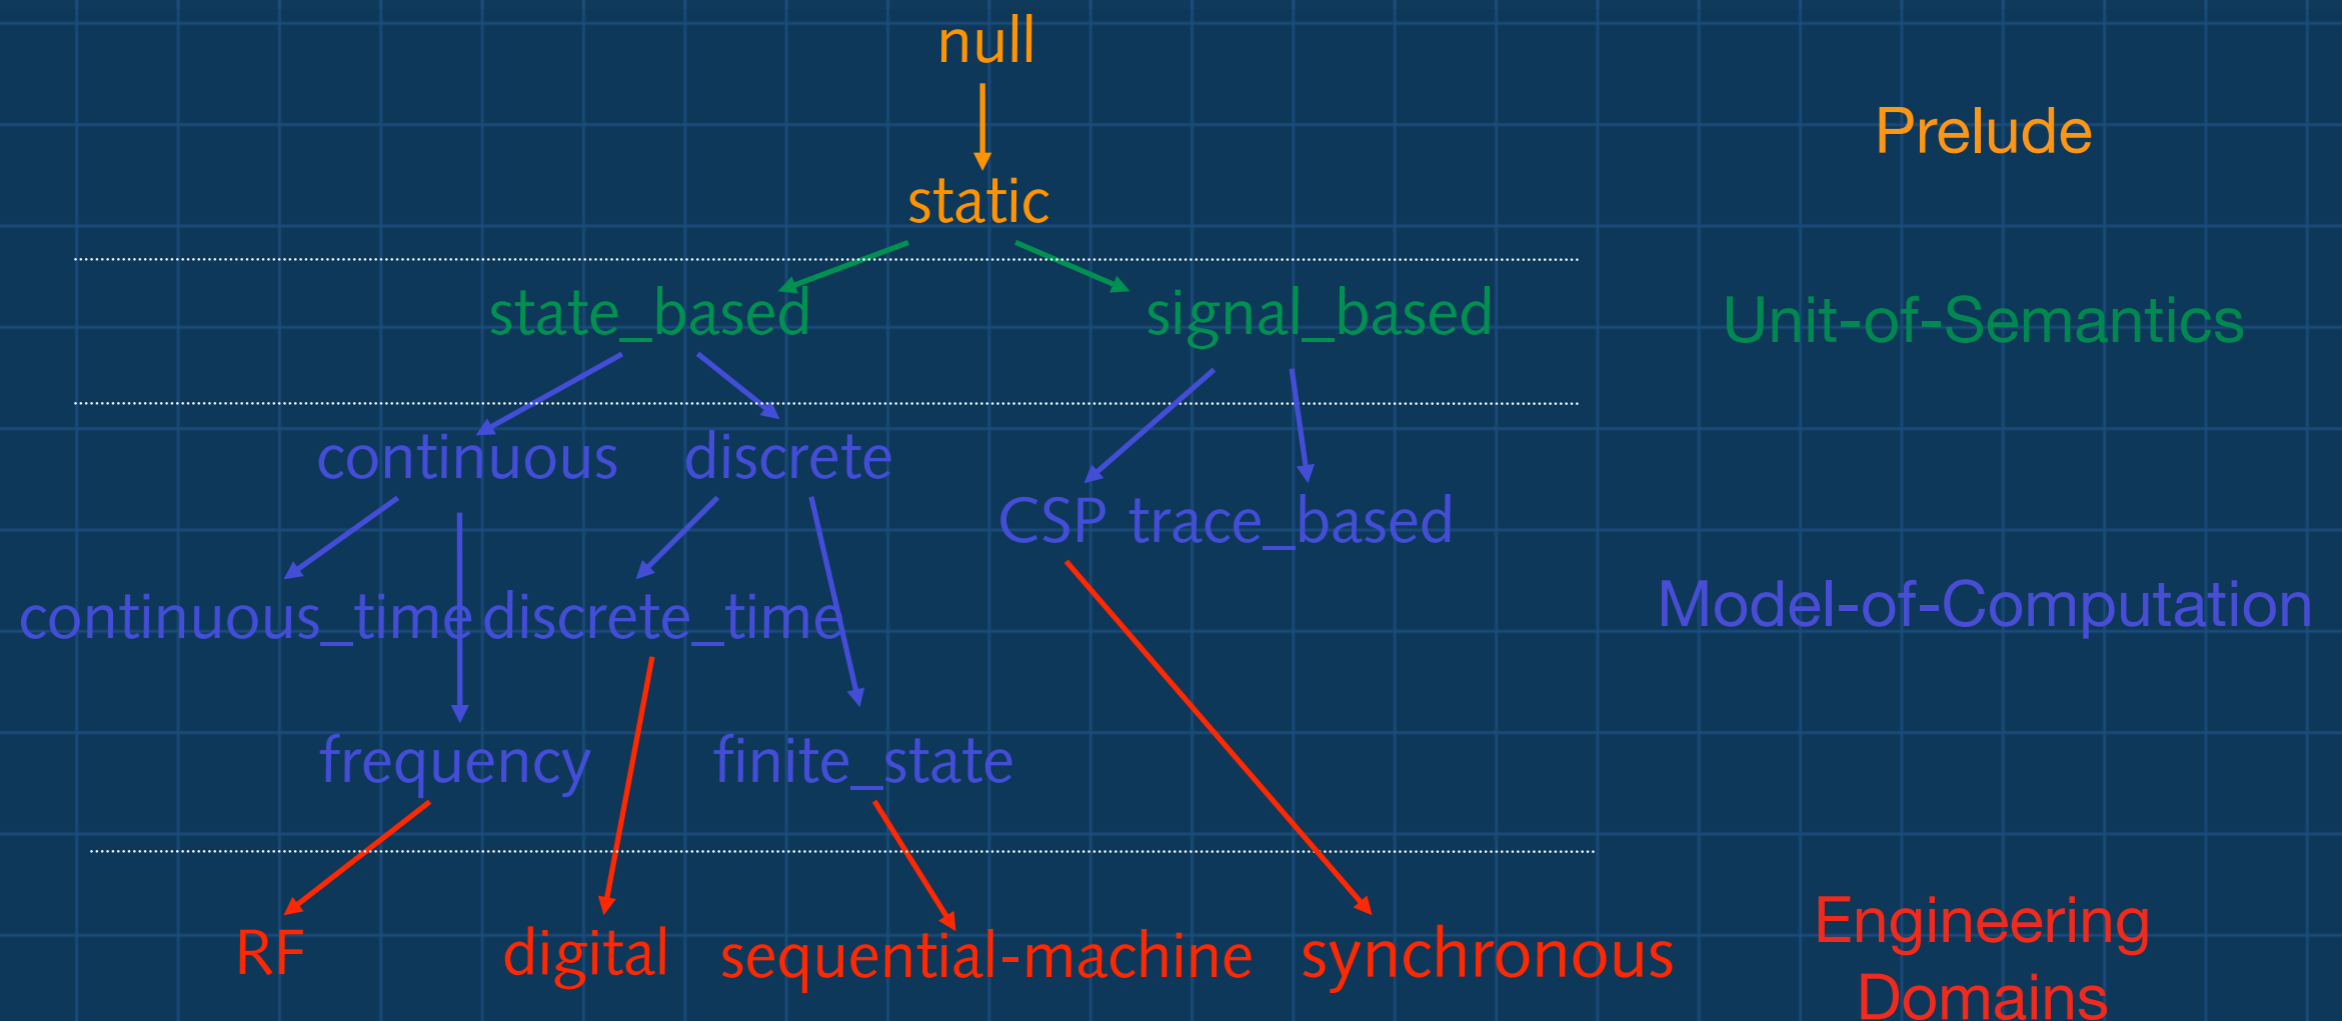 null
Prelude
static
state_based
signal_based
Unit-of-Semantics
continuous
discrete
CSP
trace_based
continuous_time
discrete_time
Model-of-Computation
frequency
finite_state
RF
digital
sequential-machine
synchronous
Engineering
Domains